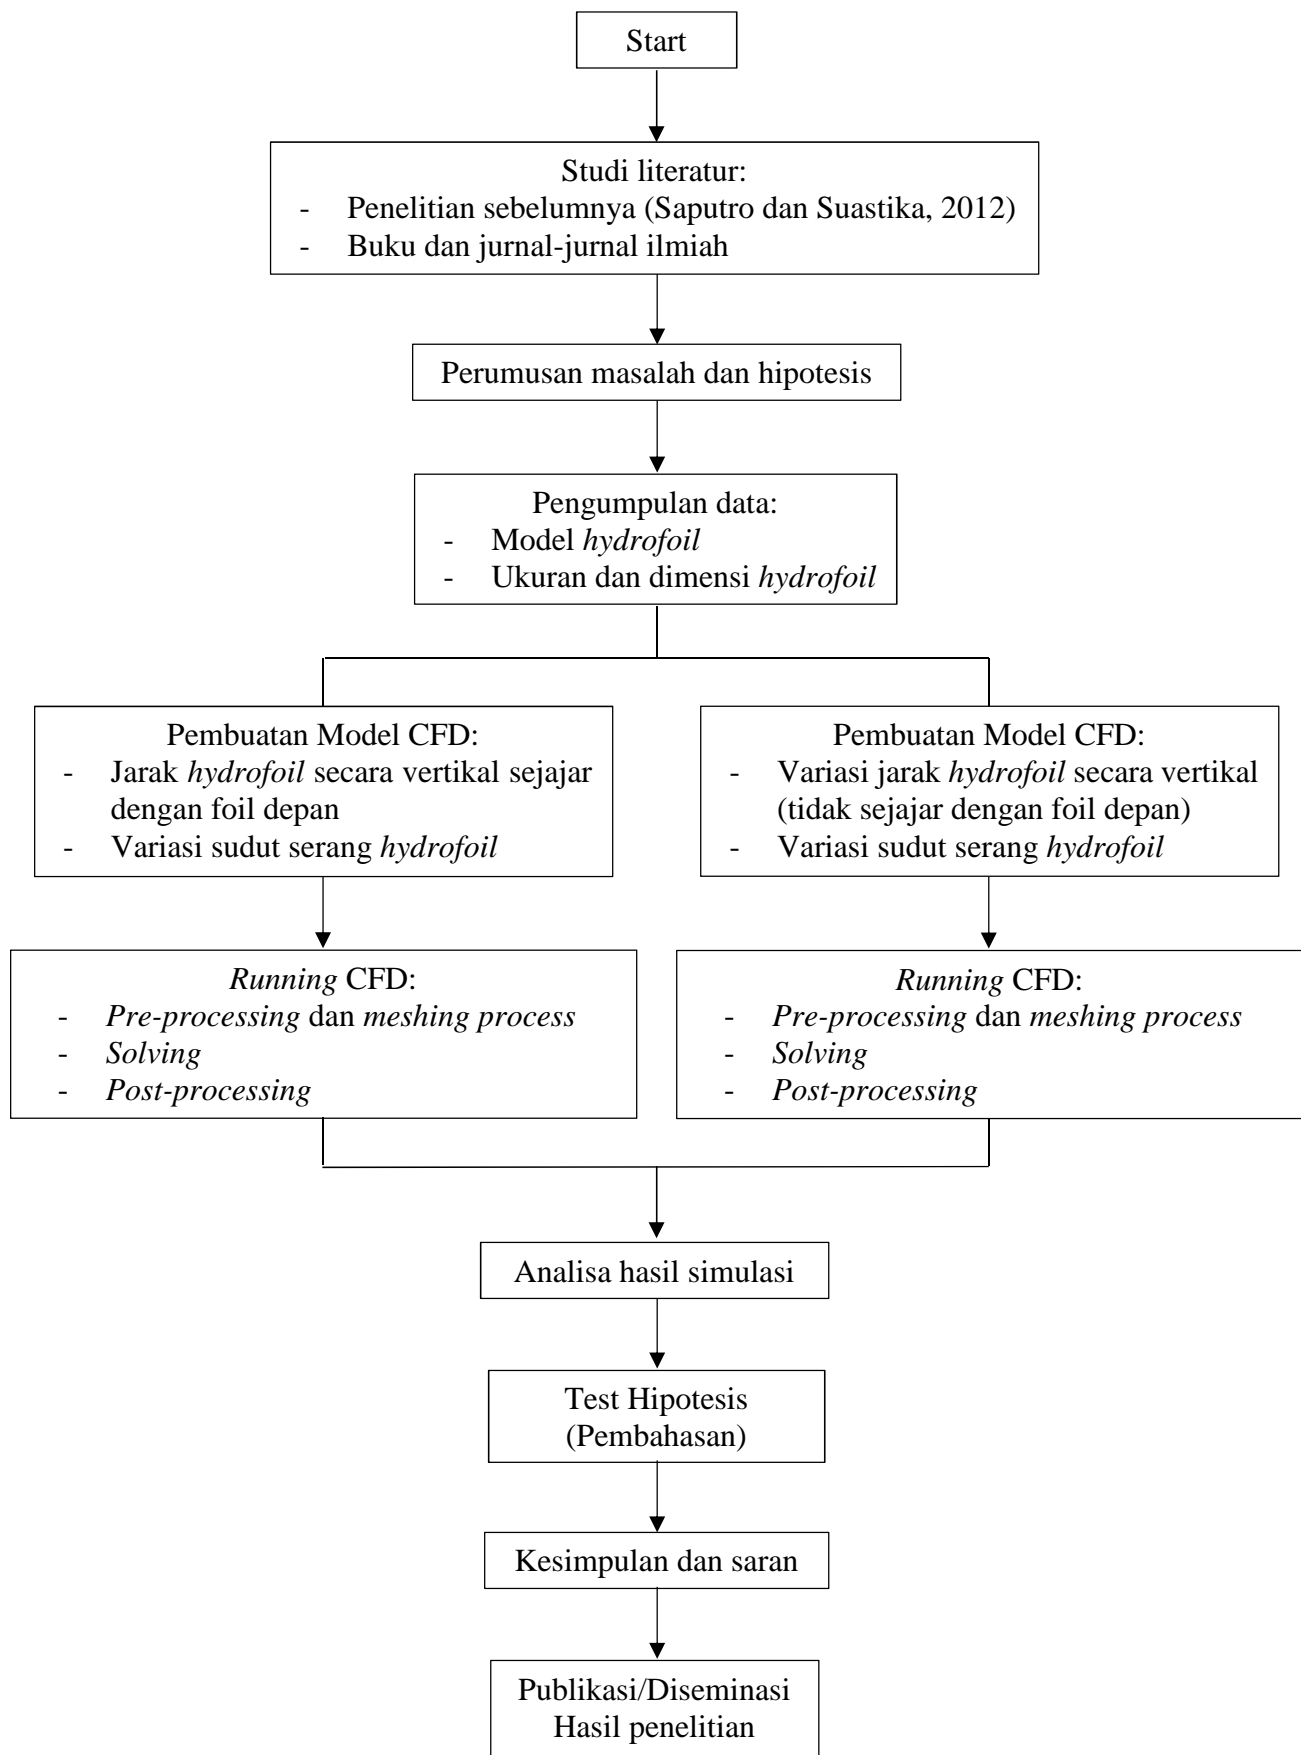 Start
Studi literatur:
- Penelitian sebelumnya (Saputro dan Suastika, 2012)
- Buku dan jurnal-jurnal ilmiah
Perumusan masalah dan hipotesis
Pengumpulan data:
- Model hydrofoil
- Ukuran dan dimensi hydrofoil
Pembuatan Model CFD:
- Jarak hydrofoil secara vertikal sejajar
dengan foil depan
- Variasi sudut serang hydrofoil
Pembuatan Model CFD:
- Variasi jarak hydrofoil secara vertikal
(tidak sejajar dengan foil depan)
- Variasi sudut serang hydrofoil
Running CFD:
- Pre-processing dan meshing process
- Solving
- Post-processing
Running CFD:
- Pre-processing dan meshing process
- Solving
- Post-processing
Analisa hasil simulasi
Test Hipotesis
(Pembahasan)
Kesimpulan dan saran
Publikasi/Diseminasi
Hasil penelitian